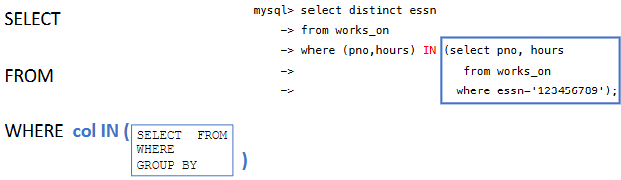 SELECT
FROM
WHERE col IN (
SELECT FROM
WHERE
GROUP BY
)
mysql> select distinct essn
-> from works_on
-> where (pno,hours) IN (select pno, hours
-> from works_on
-> where essn='123456789');